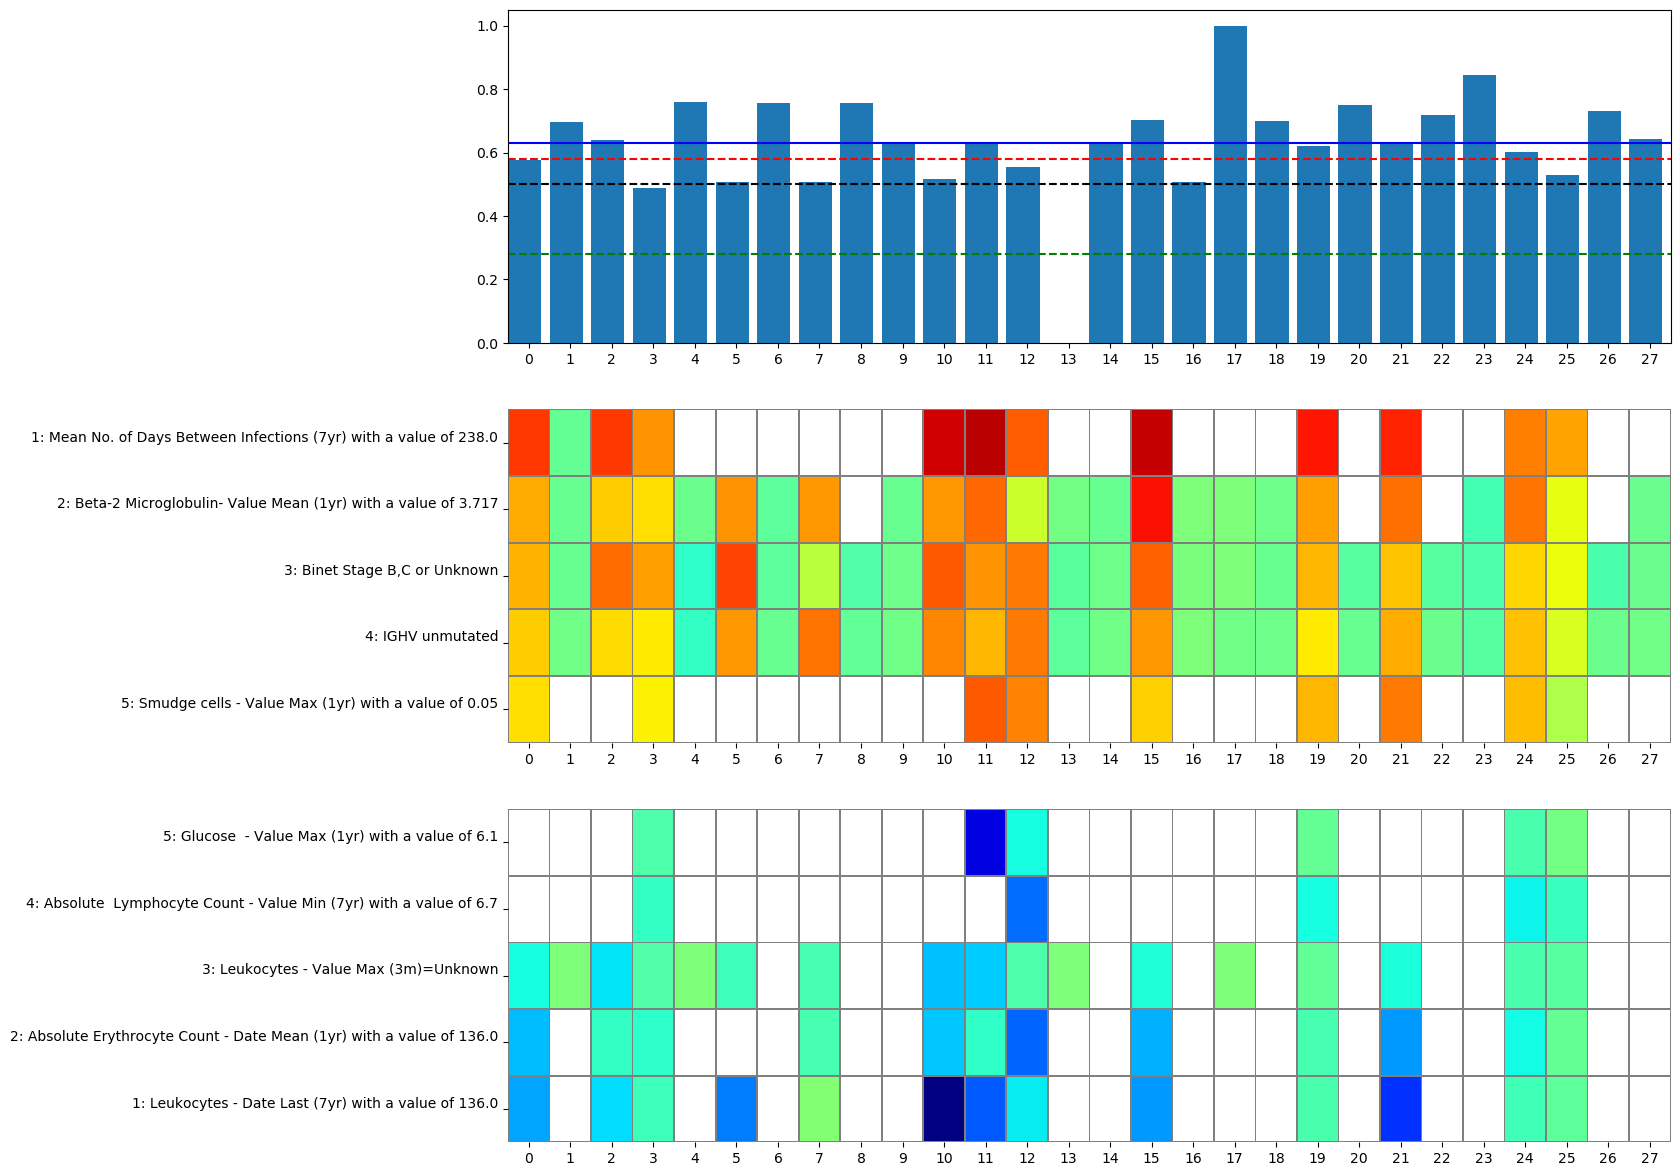 1.0
0.8
0.6
0.4
0.2
0.0
0 1 2 3 4 5 6 7 8 9 10 11 12 13 14 15 16 17 18 19 20 21 22 23 24 25 26 27
1: Mean No. of Days Between Infections (7yr) with a value of 238.0
2: Beta-2 Microglobulin- Value Mean (1yr) with a value of 3.717
3: Binet Stage B,C or Unknown
4: IGHV unmutated
5: Smudge cells - Value Max (1yr) with a value of 0.05
0 1 2 3 4 5 6 7 8 9 10 11 12 13 14 15 16 17 18 19 20 21 22 23 24 25 26 27
5: Glucose  - Value Max (1yr) with a value of 6.1
4: Absolute  Lymphocyte Count - Value Min (7yr) with a value of 6.7
3: Leukocytes - Value Max (3m)=Unknown
2: Absolute Erythrocyte Count - Date Mean (1yr) with a value of 136.0
1: Leukocytes - Date Last (7yr) with a value of 136.0
0 1 2 3 4 5 6 7 8 9 10 11 12 13 14 15 16 17 18 19 20 21 22 23 24 25 26 27